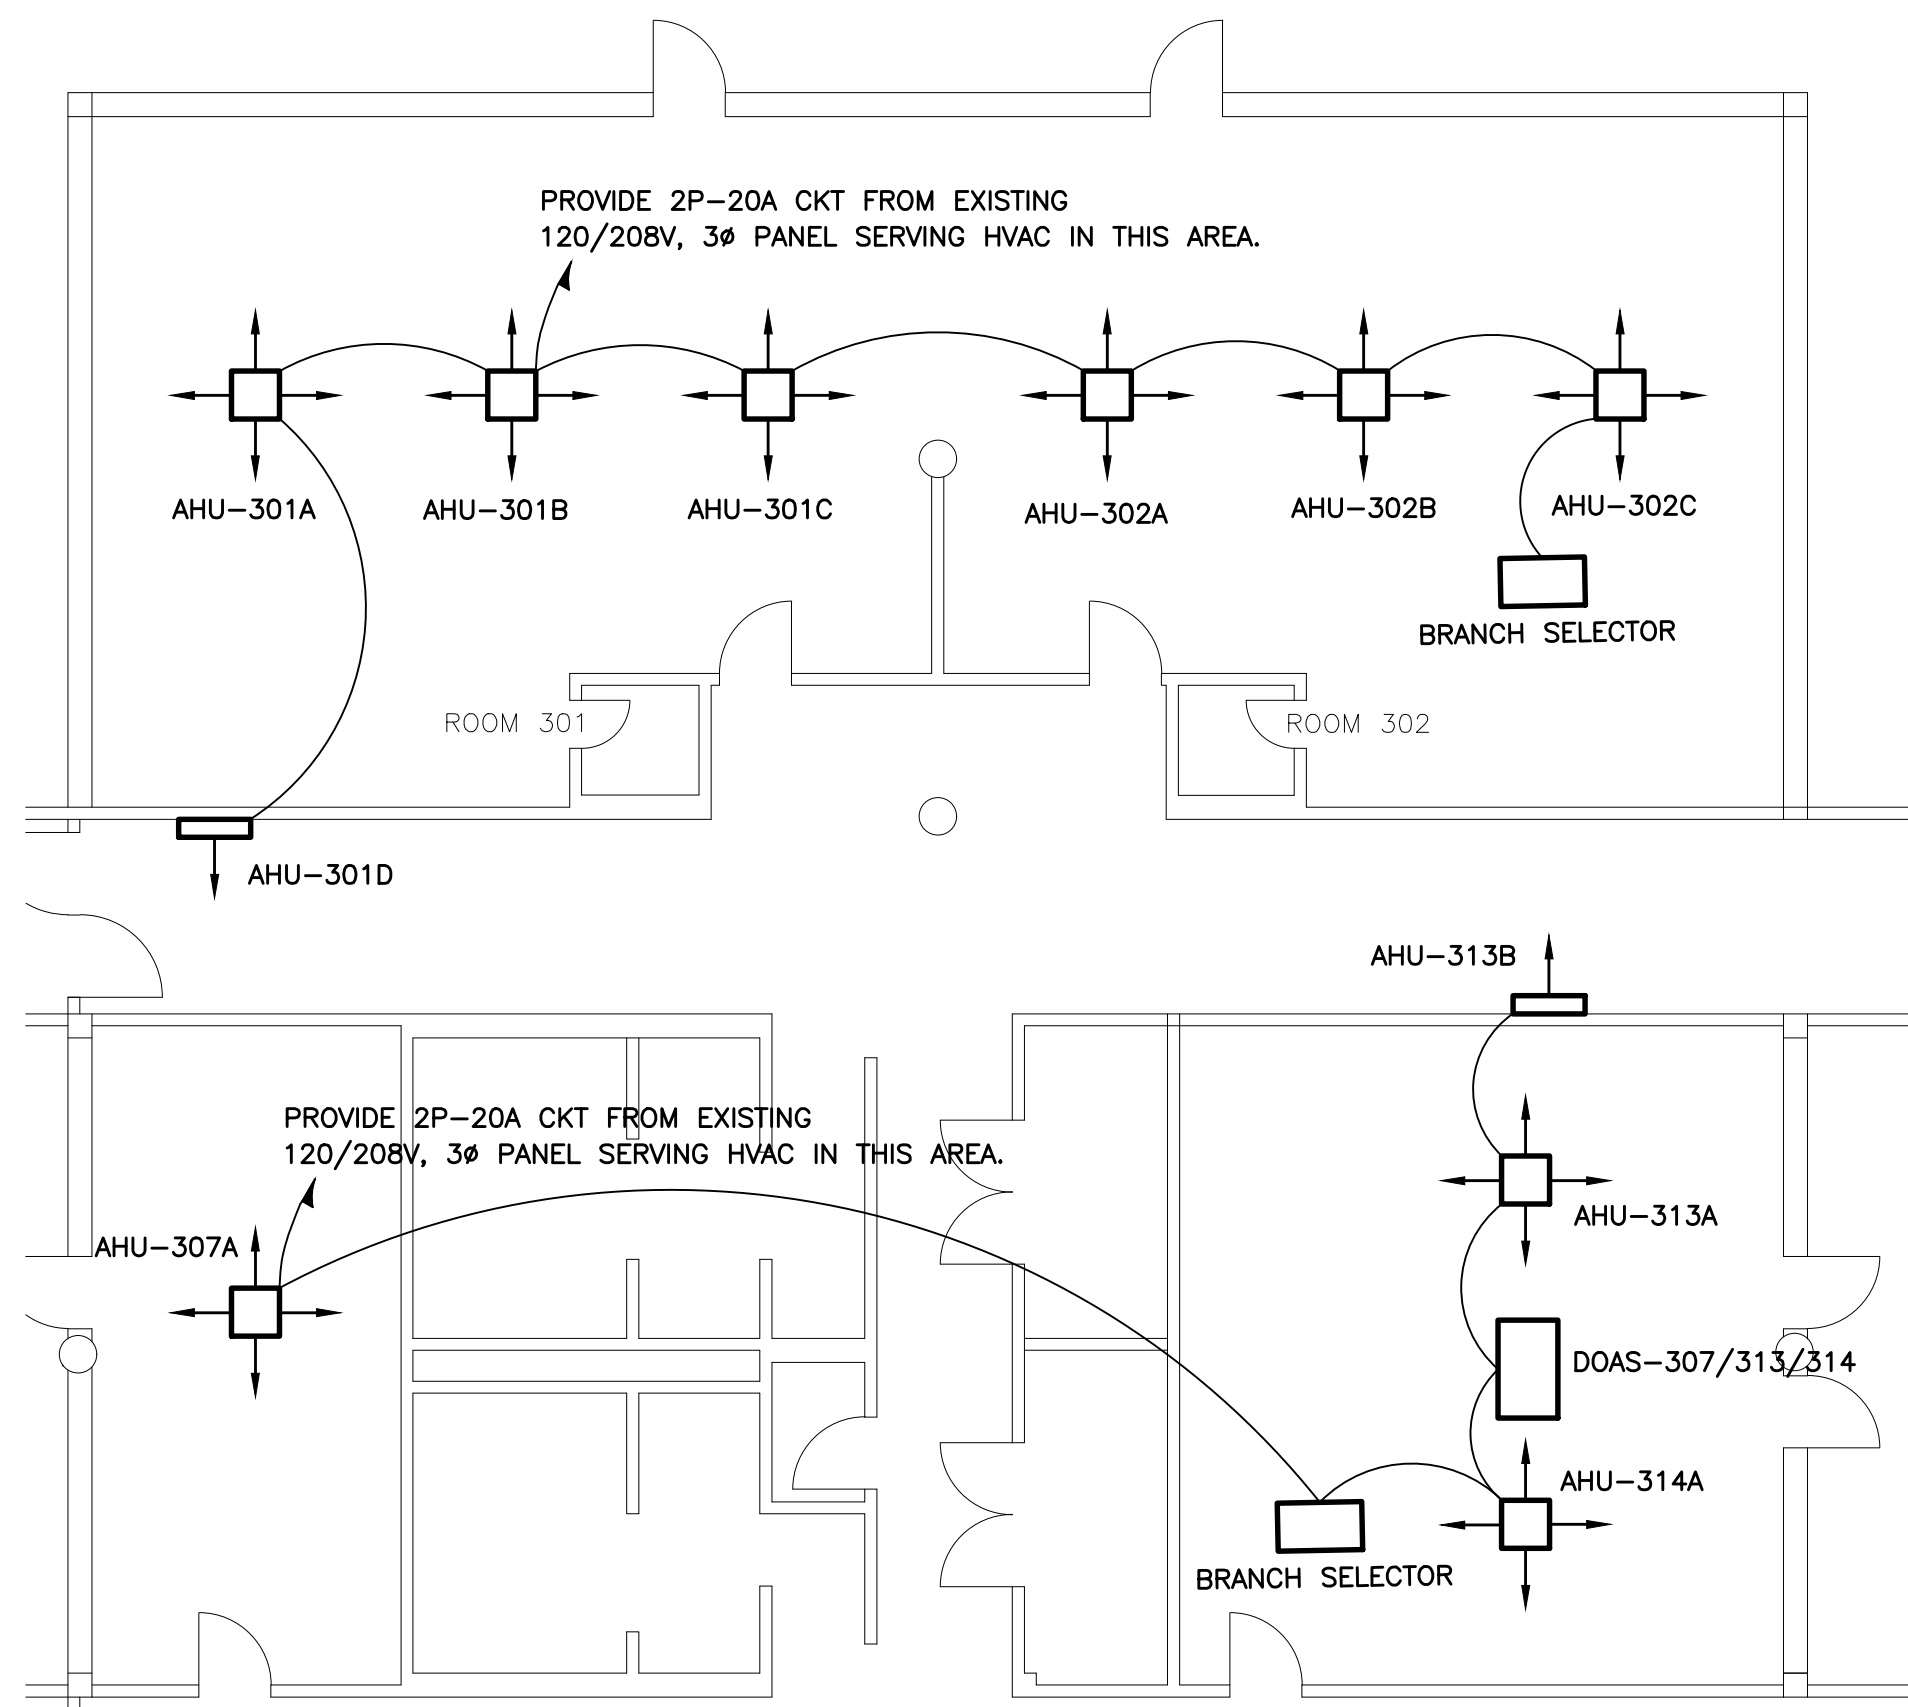 PROVIDE 2P-20A CKT FROM EXISTING
120/208V, 3ø PANEL SERVING HVAC IN THIS AREA.
AHU-301A
AHU-301B
AHU-301C
AHU-302A
AHU-302B
AHU-302C
BRANCH SELECTOR
ROOM 301
ROOM 302
AHU-301D
AHU-313B
PROVIDE 2P-20A CKT FROM EXISTING
120/208V, 3ø PANEL SERVING HVAC IN THIS AREA.
AHU-313A
AHU-307A
DOAS-307/313/314
AHU-314A
BRANCH SELECTOR